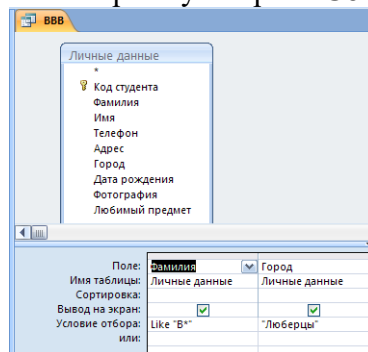 BBB
Личные данные
*
Код студента
Фамилия
Имя
Телефон
Адрес
Город
Дата рождения
Фотография
Любимый предмет
Поле: Фамилия Город
Имя таблицы: Личные данные Личные данные
Сортировка:
Вывод на экран:
Условие отбора: Like "В*" "Люберцы"
или: